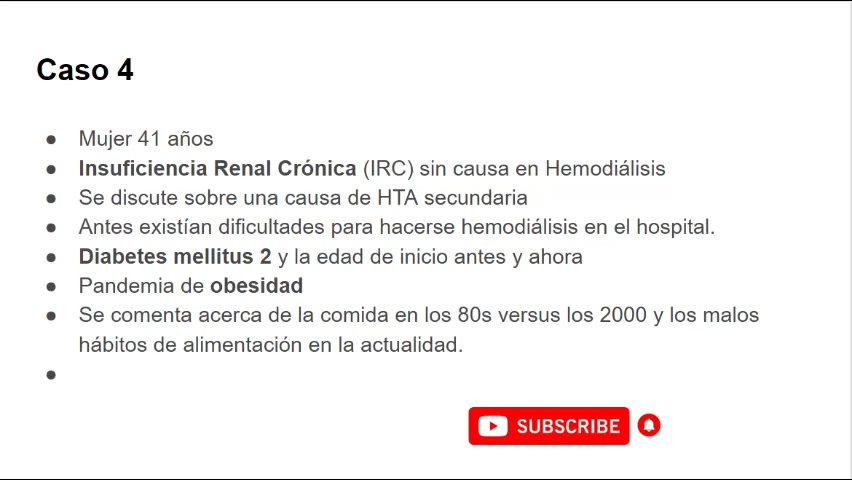 Caso 4
● Mujer 41 años
● Insuficiencia Renal Crónica (IRC) sin causa en Hemodiálisis
● Se discute sobre una causa de HTA secundaria
● Antes existían dificultades para hacerse hemodiálisis en el hospital.
● Diabetes mellitus 2 y la edad de inicio antes y ahora
● Pandemia de obesidad
● Se comenta acerca de la comida en los 80s versus los 2000 y los malos
hábitos de alimentación en la actualidad.
●
SUBSCRIBE